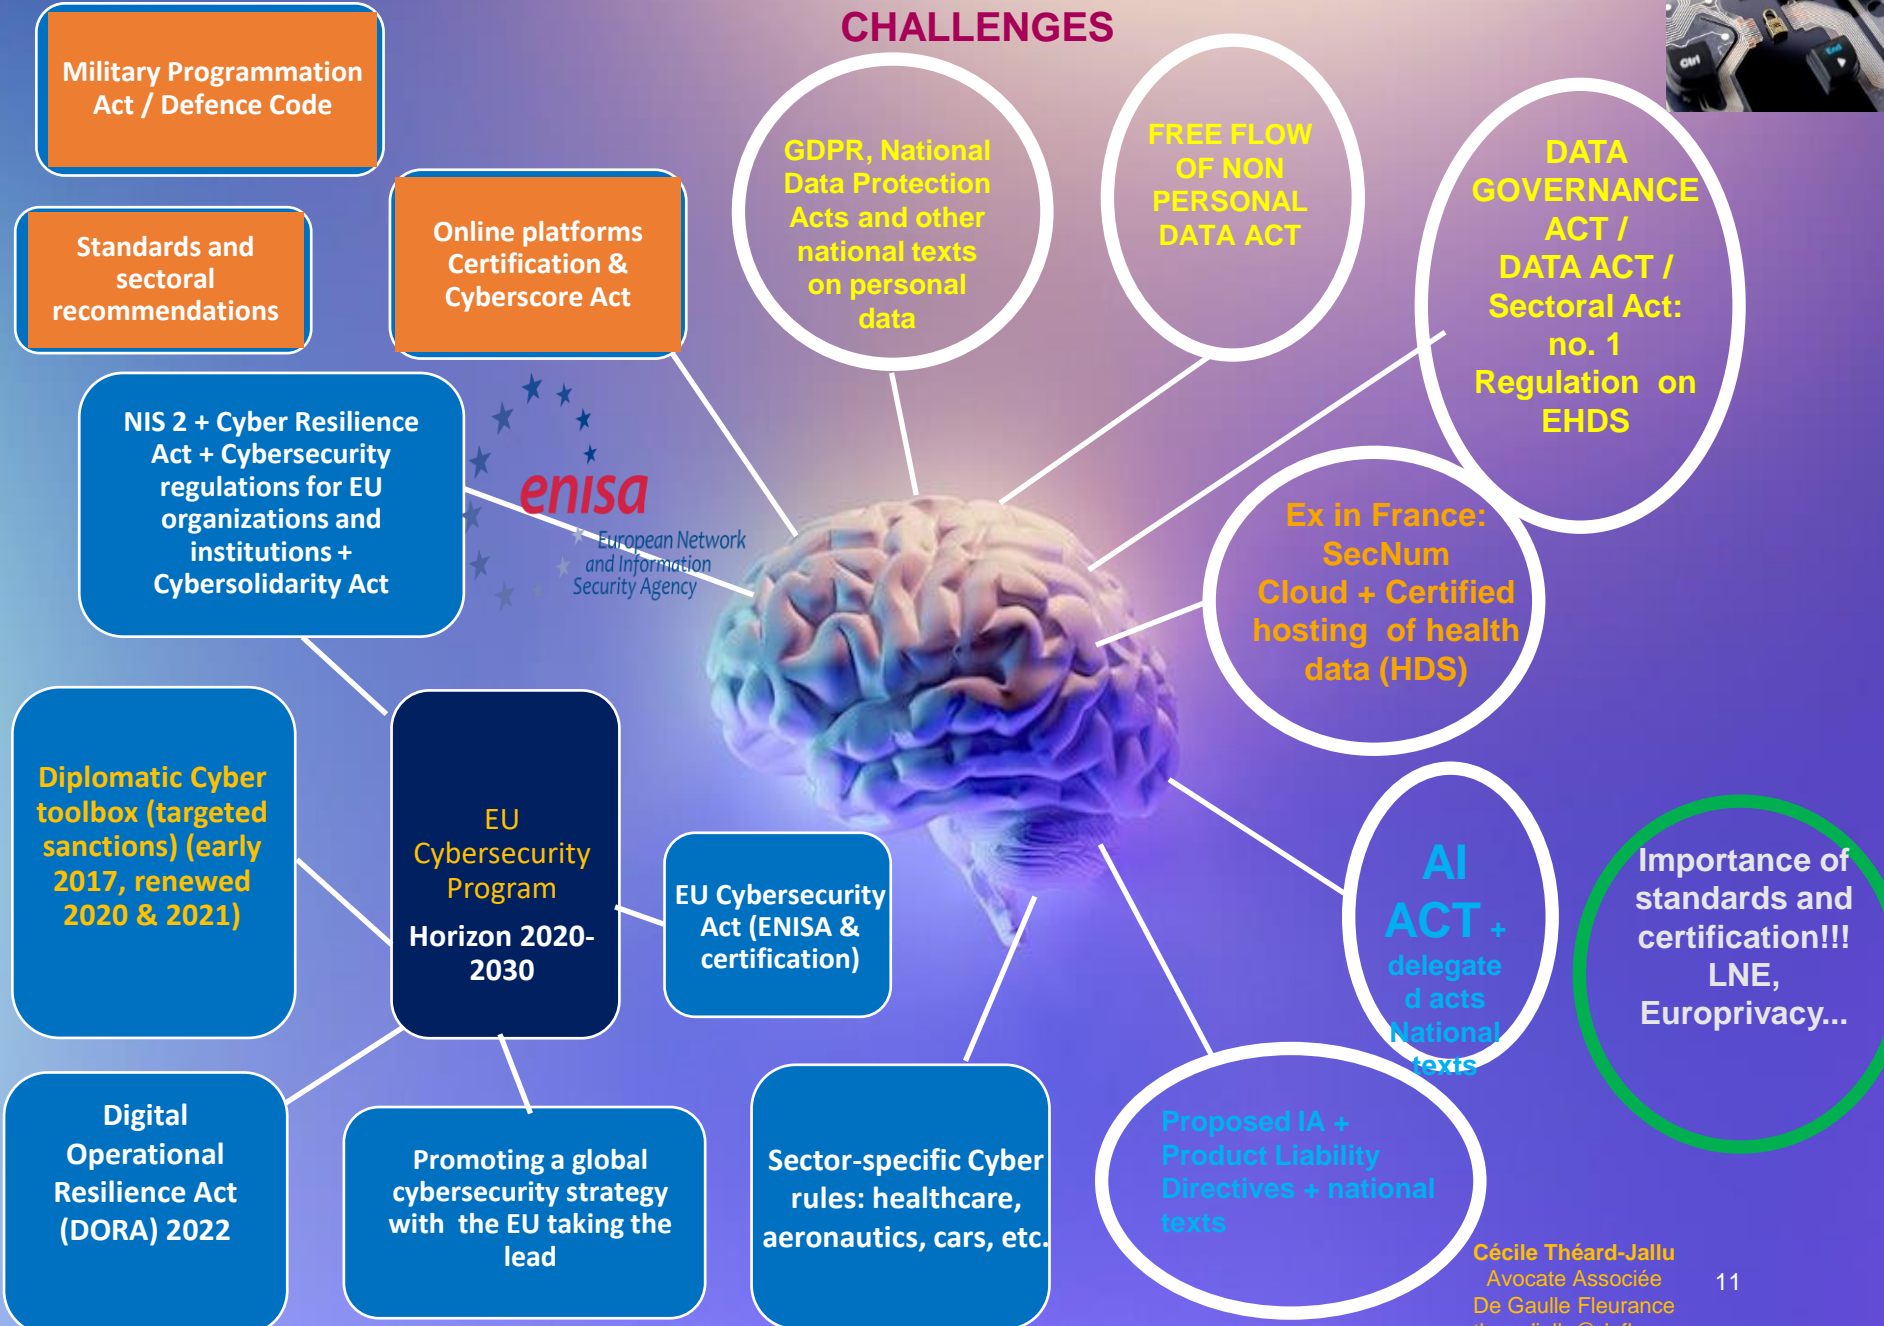 CHALLENGES
Ctrl
End
Military Programmation
Act / Defence Code
Standards and
sectoral
recommendations
Online platforms
Certification &
Cyberscore Act
GDPR, National
Data Protection
Acts and other
national texts
on personal
data
FREE FLOW
OF NON
PERSONAL
DATA ACT
DATA
GOVERNANCE
ACT /
DATA ACT /
Sectoral Act:
no. 1
Regulation on
EHDS
NIS 2 + Cyber Resilience
Act + Cybersecurity
regulations for EU
organizations and
institutions +
Cybersolidarity Act
enisa
European Network
and Information
Security Agency
Ex in France:
SecNum
Cloud + Certified
hosting of health
data (HDS)
Diplomatic Cyber
toolbox (targeted
sanctions) (early
2017, renewed
2020 & 2021)
EU
Cybersecurity
Program
Horizon 2020-
2030
EU Cybersecurity
Act (ENISA &
certification)
AI
ACT +
delegate
d acts
National
texts
Importance of
standards and
certification!!!
LNE,
Europrivacy...
Digital
Operational
Resilience Act
(DORA) 2022
Promoting a global
cybersecurity strategy
with the EU taking the
lead
Sector-specific Cyber
rules: healthcare,
aeronautics, cars, etc.
Proposed IA +
Product Liability
Directives + national
texts
Cécile Théard-Jallu
Avocate Associée
De Gaulle Fleurance
11